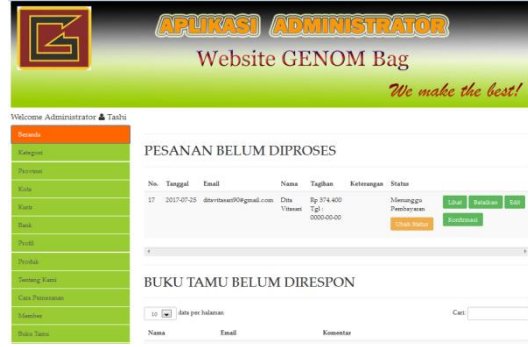 APLIKASI ADMINISTRATOR
Website GENOM Bag
We make the best!
Welcome Administrator Tashi
Beranda
Kategori
Provinsi
Kota
Kurir
Bank
Profil
Produk
Tentang Kami
Cara Pemesanan
Member
Buku Tamu
PESANAN BELUM DIPROSES
No. Tanggal Email Nama Tagihan Keterangan Status
17 2017-07-25 ditavitasari90@gmail.com Dita Vitasari Rp 374.400 Tgl : 0000-00-00 Menunggu Pembayaran
Ubah Status
Lihat Batalkan Edit
Konfirmasi
BUKU TAMU BELUM DIRESPON
10 data per halaman Cari:
Nama Email Komentar